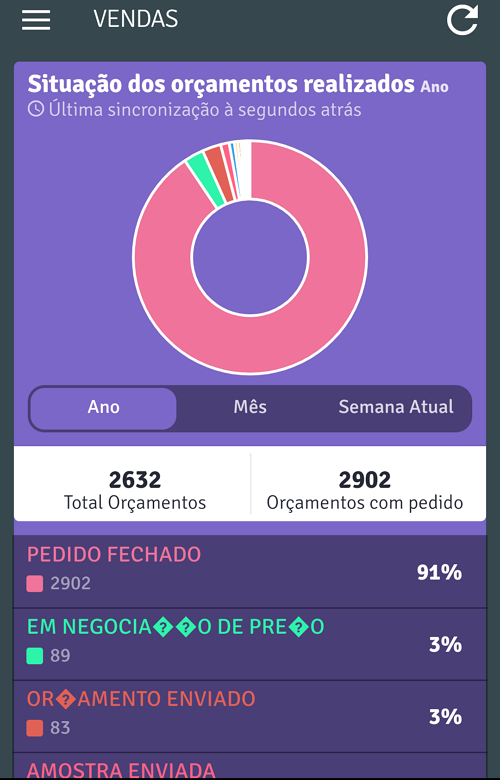 VENDAS
Situação dos orçamentos realizados Ano
Última sincronização à segundos atrás
Ano Mês Semana Atual
2632 2902
Total Orçamentos Orçamentos com pedido
PEDIDO FECHADO
2902 91%
EM NEGOCIA��O DE PRE�O
89 3%
OR�AMENTO ENVIADO
83 3%
AMOSTRA ENVIADA